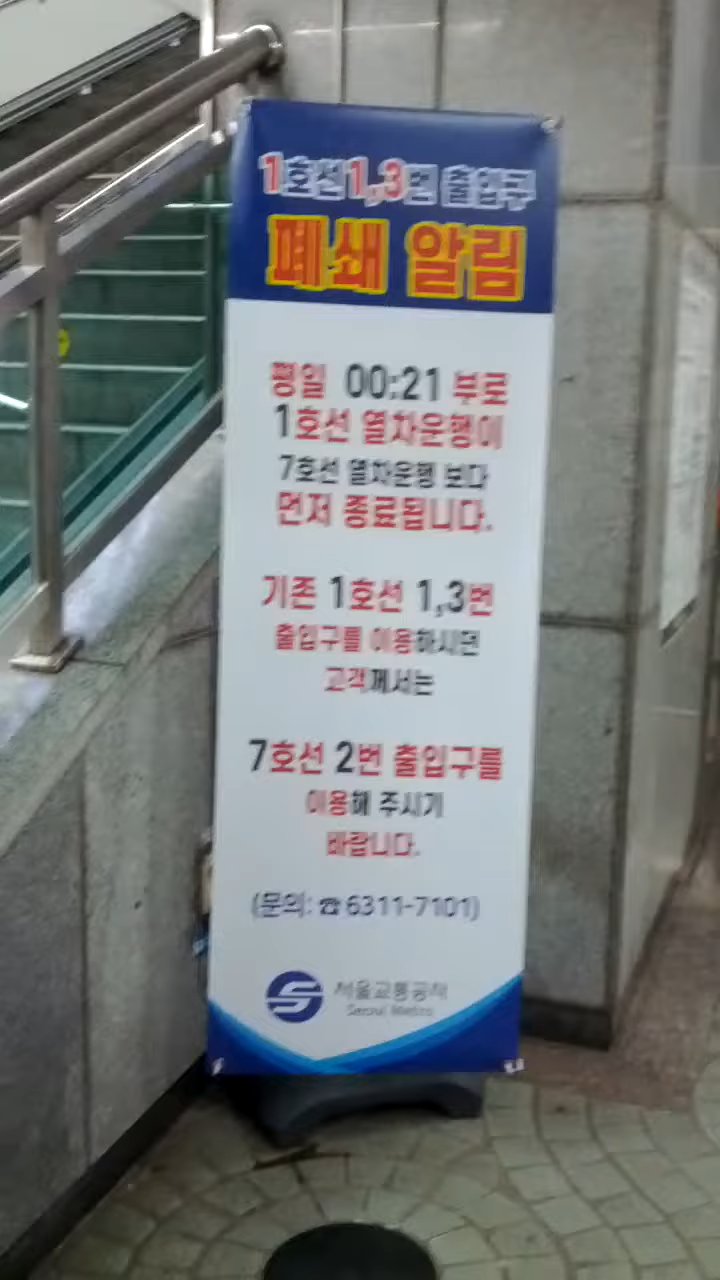 1호선1,3번 출입구
폐쇄 알림
평일 00:21 부로
1호선 열차운행이
7호선 열차운행 보다
먼저 종료됩니다.
기존 1호선 1,3번
출입구를 이용하시던
고객께서는
7호선 2번 출입구를
이용해 주시기
바랍니다.
(문의: ☎ 6311-7101)
서울교통공사
Seoul Metro